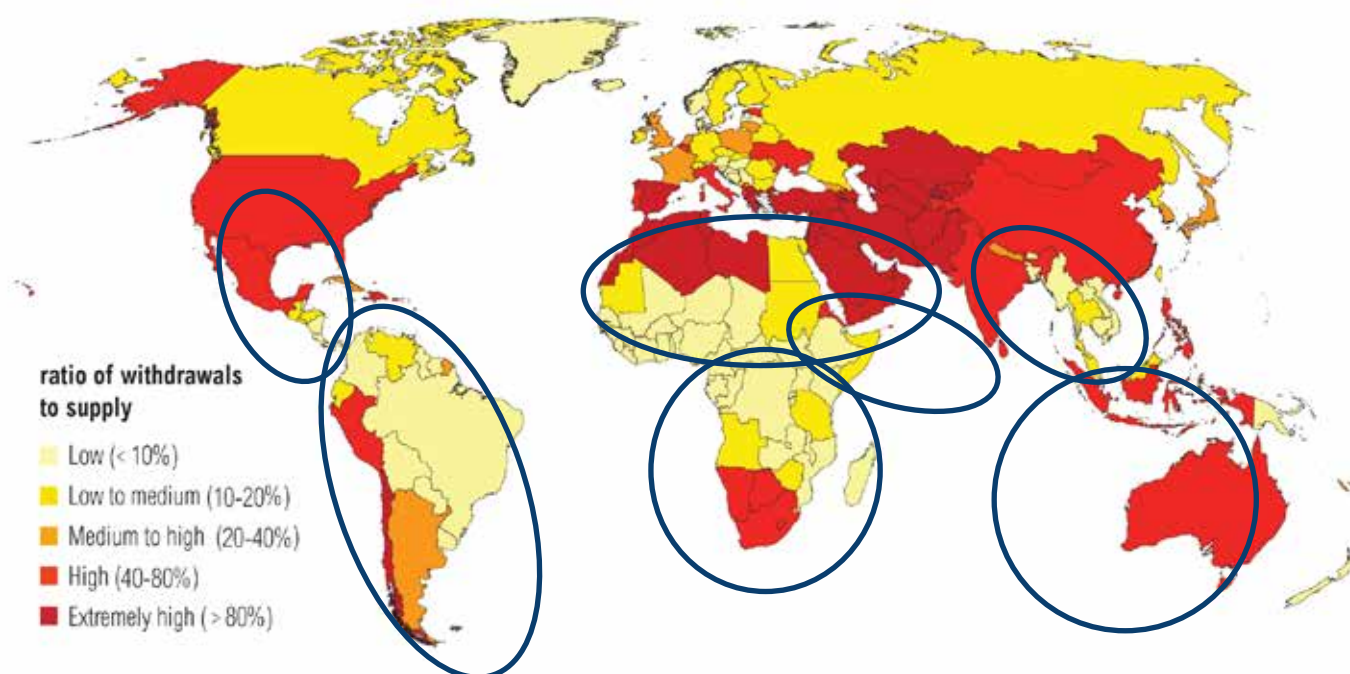 ratio of withdrawals
to supply
Low (< 10%)
Low to medium (10-20%)
Medium to high (20-40%)
High (40-80%)
Extremely high (> 80%)